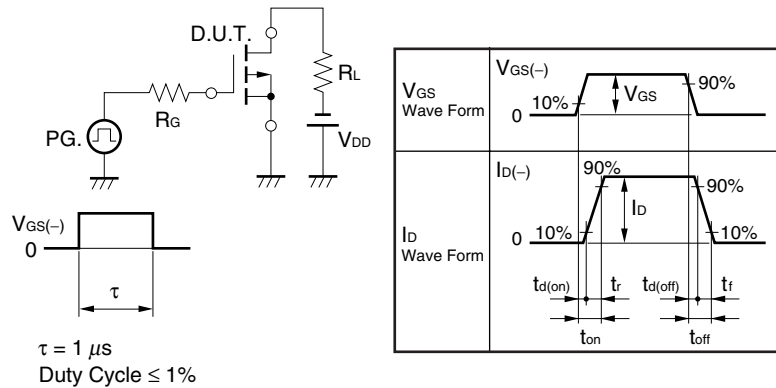 D.U.T.
RL
RG
PG.
VDD
VGS(−)
0
τ
τ = 1 μs
Duty Cycle ≤ 1%
VGS
Wave Form
VGS(−)
10%
0
VGS
90%
ID
Wave Form
ID(−)
90%
90%
ID
10%
0
10%
td(on)
tr
td(off)
tf
ton
toff